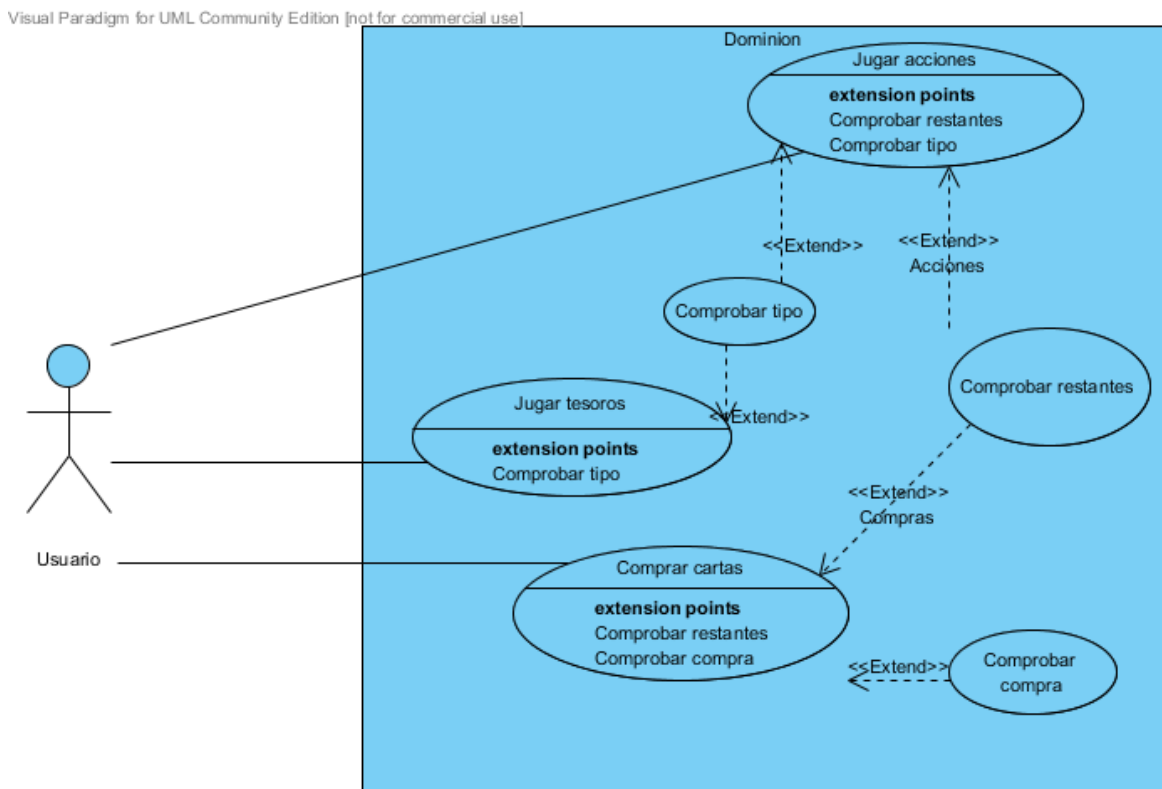 Visual Paradigm for UML Community Edition [not for commercial use]
Dominion
Jugar acciones
extension points
Comprobar restantes
Comprobar tipo
<<Extend>>
<<Extend>>
Acciones
Comprobar tipo
Comprobar restantes
Jugar tesoros
<<Extend>>
extension points
Comprobar tipo
<<Extend>>
Compras
Usuario
Comprar cartas
extension points
Comprobar restantes
Comprobar compra
<<Extend>>
Comprobar
compra